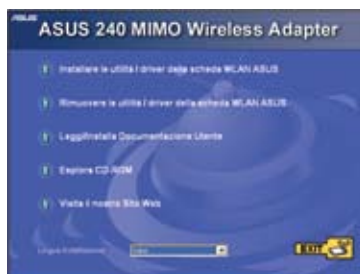 ASUS
ASUS 240 MIMO Wireless Adapter
Installare le utilità i driver della scheda WLAN ASUS
Rimuovere le utilità i driver della scheda WLAN ASUS
Leggi/Installa Documentazione Utente
Esplora CD-ROM
Visita il nostro Sito Web
EXIT